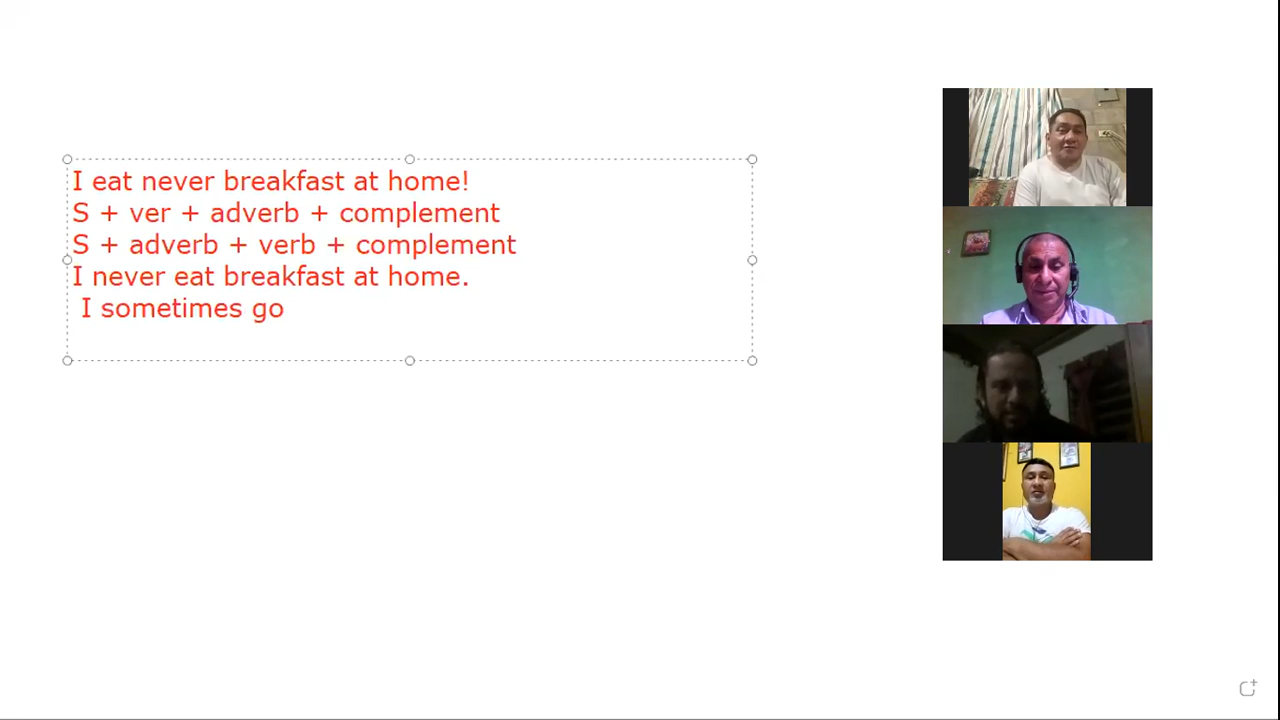 I eat never breakfast at home!
S + ver + adverb + complement
S + adverb + verb + complement
I never eat breakfast at home.
I sometimes go